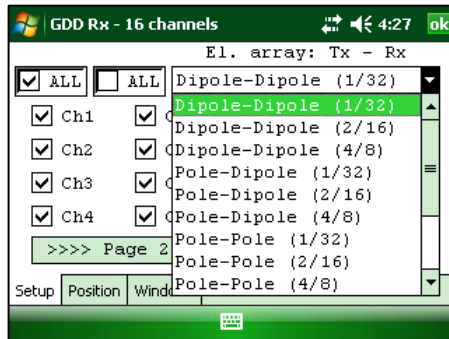 GDD Rx - 16 channels 4:27 ok
El. array: Tx - Rx
ALL ALL Dipole-Dipole (1/32)
Dipole-Dipole (1/32)
Ch1
Dipole-Dipole (2/16)
Ch2
Dipole-Dipole (4/8)
Pole-Dipole (1/32)
Ch3
Pole-Dipole (2/16)
Ch4
Pole-Dipole (4/8)
Pole-Pole (1/32)
>>>> Page 2
Pole-Pole (2/16)
Pole-Pole (4/8)
Setup Position